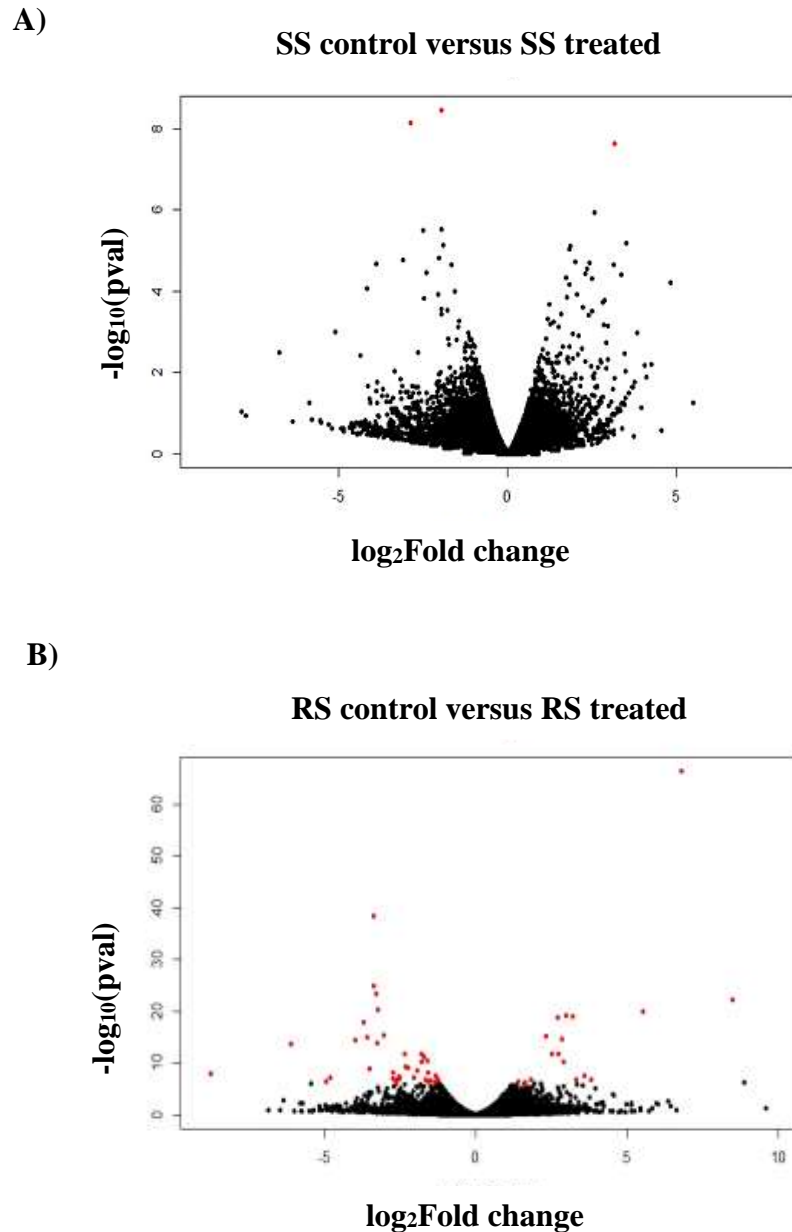 A)
SS control versus SS treated
8
6
4
2
0
-log₁₀(pval)
-5 0 5
log₂Fold change
B)
RS control versus RS treated
60
50
40
30
20
10
0
-log₁₀(pval)
-5 0 5 10
log₂Fold change